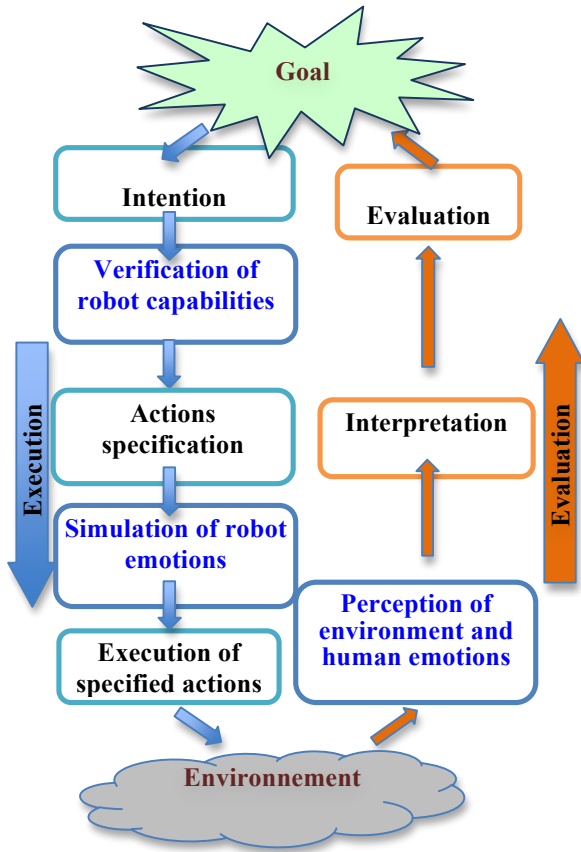 Goal
Intention
Verification of
robot capabilities
Actions
specification
Simulation of robot
emotions
Execution of
specified actions
Execution
Environnement
Perception of
environment and
human emotions
Interpretation
Evaluation
Evaluation